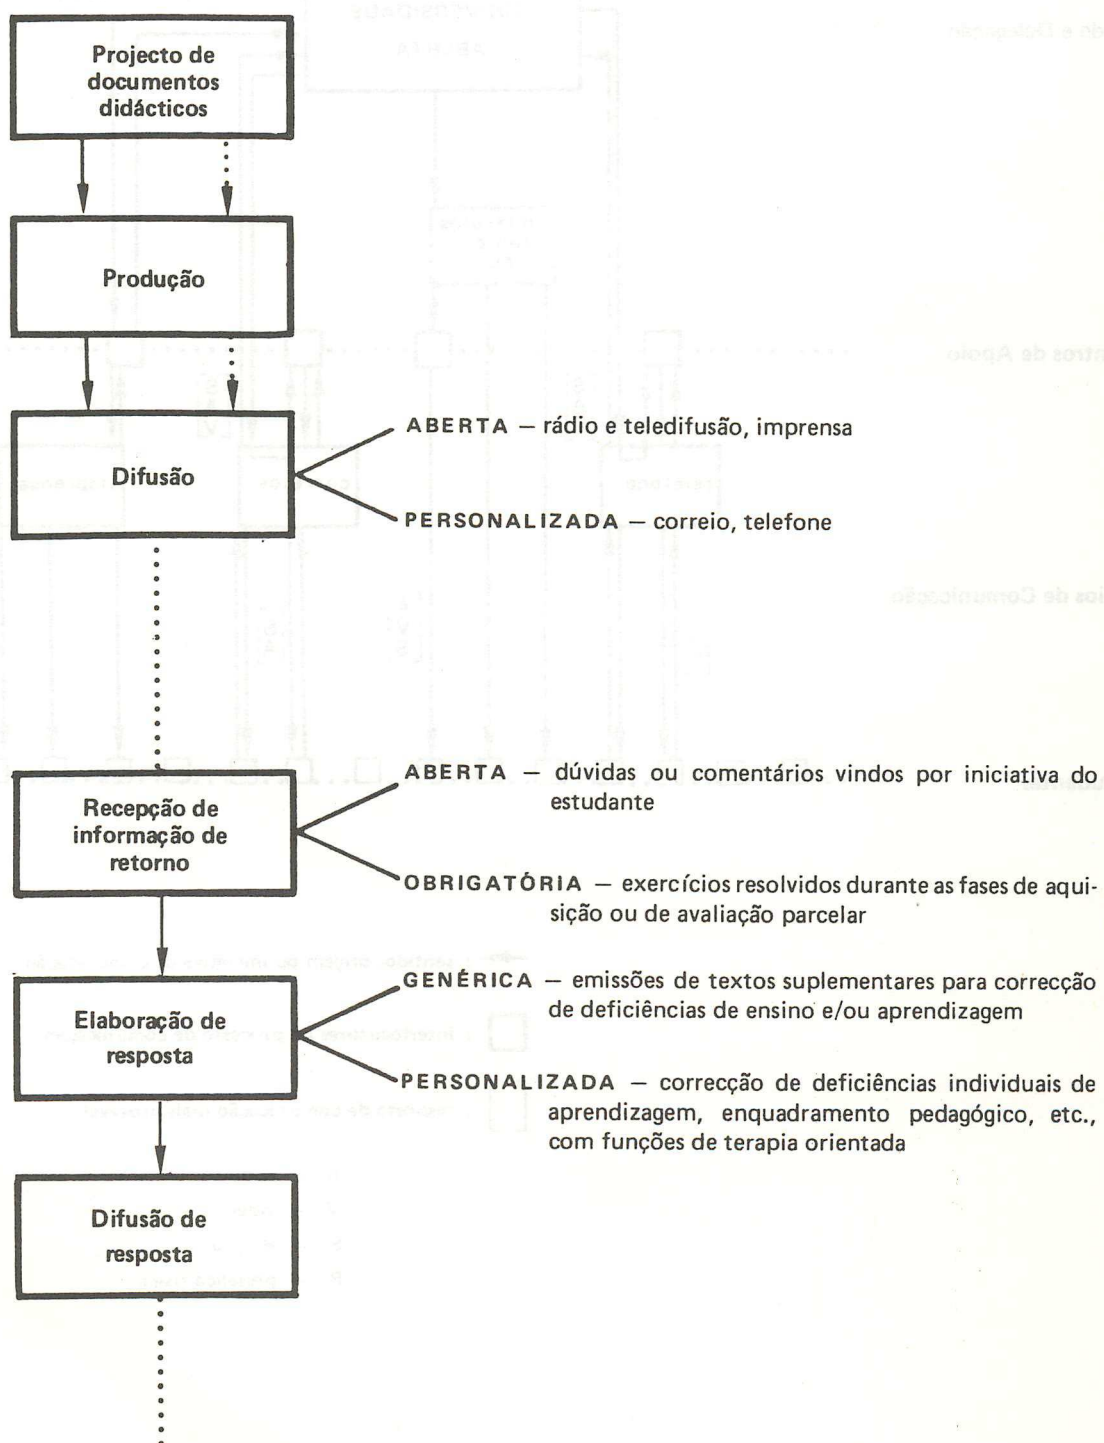 Projecto de
documentos
didácticos
Produção
Difusão
ABERTA — rádio e teledifusão, imprensa
PERSONALIZADA — correio, telefone
Recepção de
informação de
retorno
ABERTA — dúvidas ou comentários vindos por iniciativa do
estudante
OBRIGATÓRIA — exercícios resolvidos durante as fases de aqui-
sição ou de avaliação parcelar
Elaboração de
resposta
GENÉRICA — emissões de textos suplementares para correcção
de deficiências de ensino e/ou aprendizagem
PERSONALIZADA — correcção de deficiências individuais de
aprendizagem, enquadramento pedagógico, etc.,
com funções de terapia orientada
Difusão de
resposta